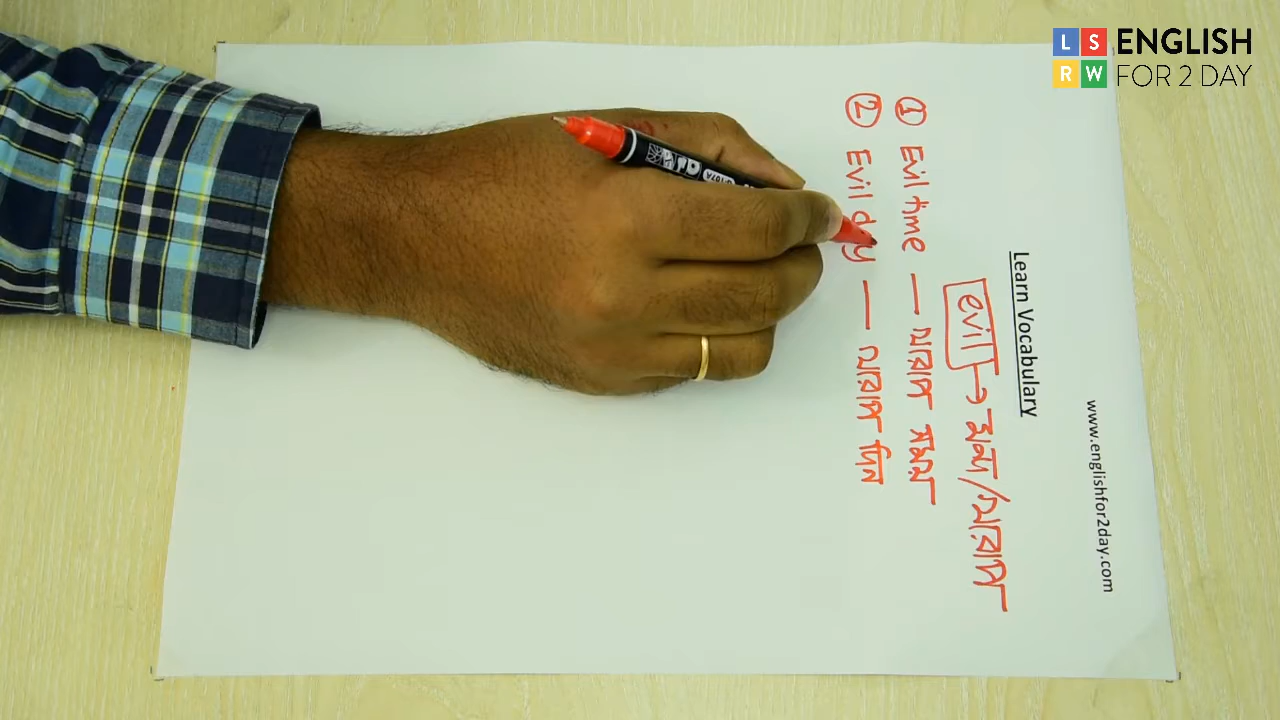 L S ENGLISH
R W FOR 2 DAY
www.englishfor2day.com
Learn Vocabulary
evil → মন্দ/খারাপ
① Evil time — খারাপ সময়
② Evil day — খারাপ দিন